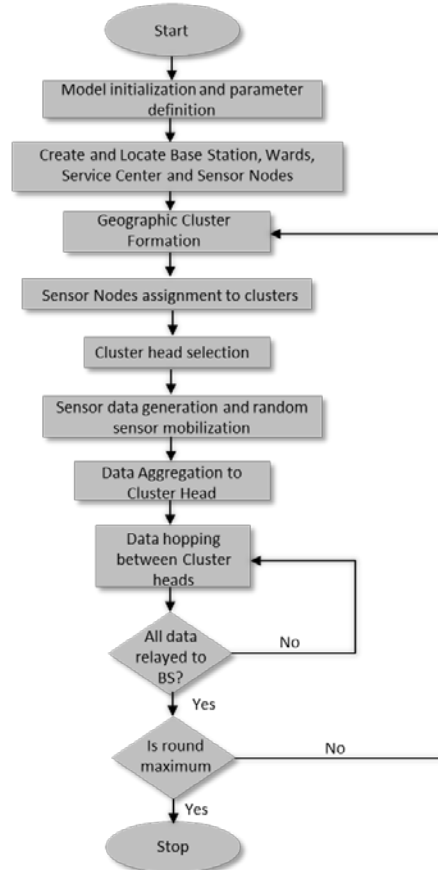 Start
Model initialization and parameter
definition
Create and Locate Base Station, Wards,
Service Center and Sensor Nodes
Geographic Cluster
Formation
Sensor Nodes assignment to clusters
Cluster head selection
Sensor data generation and random
sensor mobilization
Data Aggregation to
Cluster Head
Data hopping
between Cluster
heads
All data
relayed to
BS?
No
Yes
Is round
maximum
No
Yes
Stop